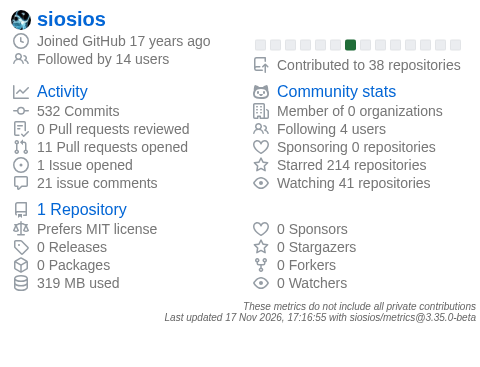 siosios
Joined GitHub 17 years ago
Followed by 14 users
Contributed to 38 repositories
Activity
532 Commits
0 Pull requests reviewed
11 Pull requests opened
1 Issue opened
21 issue comments
Community stats
Member of 0 organizations
Following 4 users
Sponsoring 0 repositories
Starred 214 repositories
Watching 41 repositories
1 Repository
Prefers MIT license
0 Releases
0 Packages
319 MB used
0 Sponsors
0 Stargazers
0 Forkers
0 Watchers
These metrics do not include all private contributions
Last updated 17 Nov 2026, 17:16:55 with siosios/metrics@3.35.0-beta